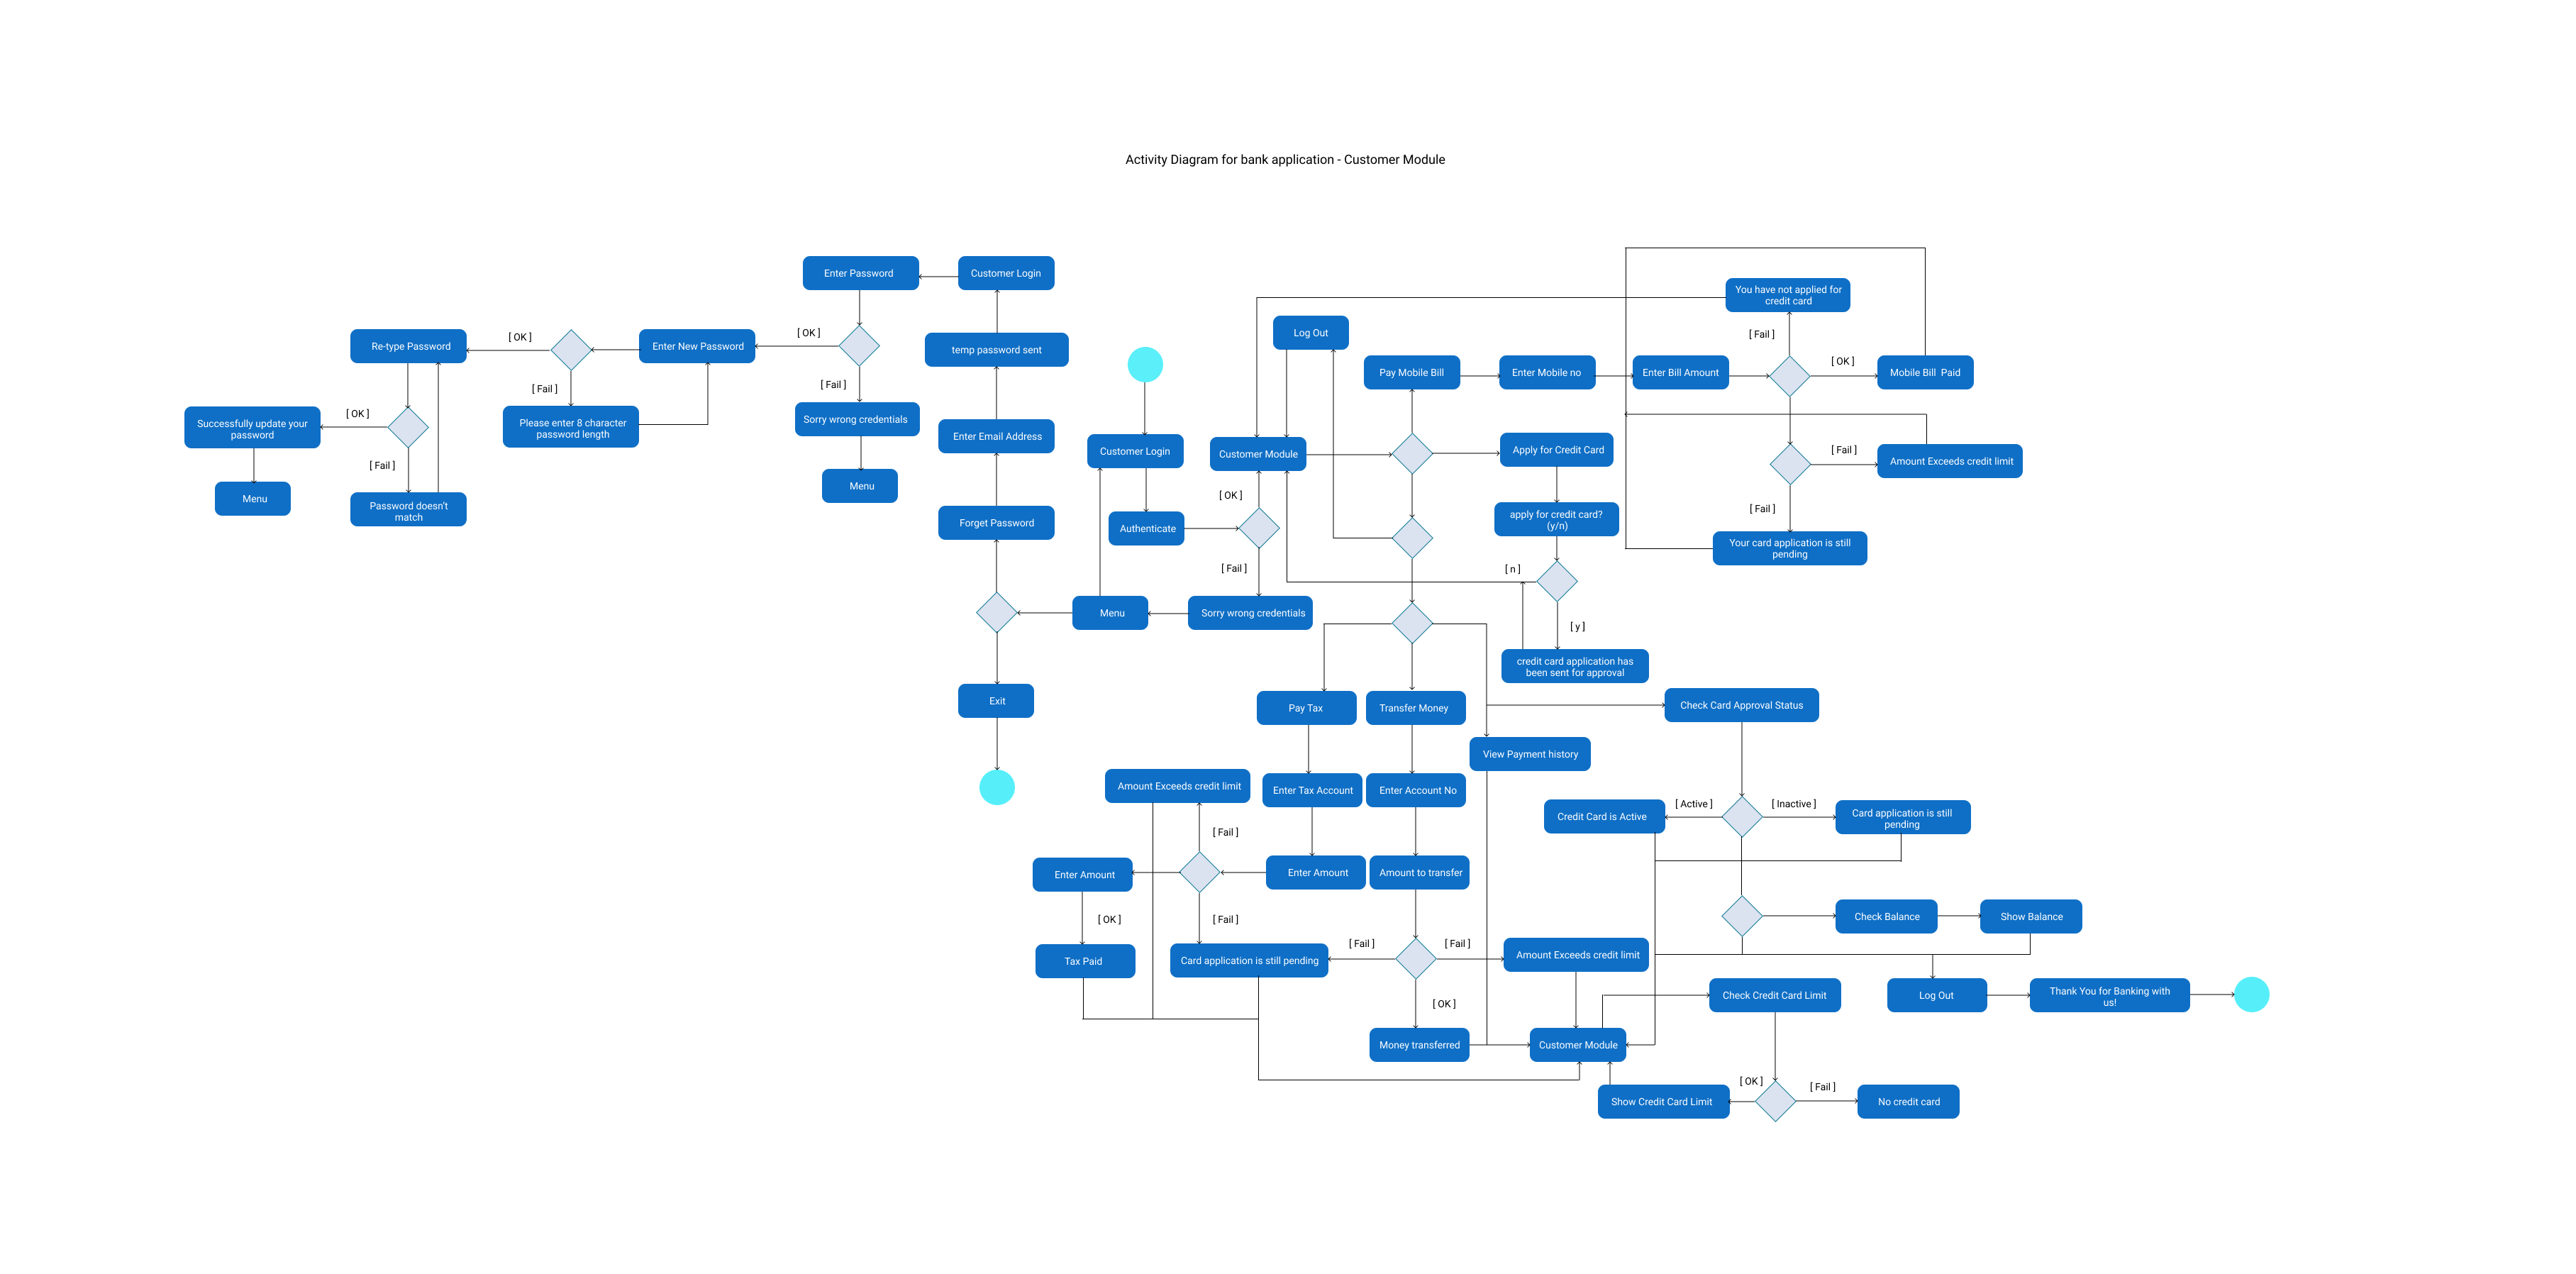 Activity Diagram for bank application - Customer Module
Enter Password
Customer Login
You have not applied for
credit card
Log Out
[ Fail ]
[ OK ]
[ OK ]
[ OK ]
Re-type Password
Enter New Password
temp password sent
Pay Mobile Bill
Enter Mobile no
Enter Bill Amount
Mobile Bill  Paid
[ Fail ]
[ Fail ]
[ OK ]
Successfully update your
password
Please enter 8 character
password length
Sorry wrong credentials
Enter Email Address
Customer Login
Customer Module
Apply for Credit Card
[ Fail ]
Amount Exceeds credit limit
[ Fail ]
Menu
Password doesn't
match
Menu
[ OK ]
Forget Password
Authenticate
apply for credit card?
(y/n)
[ Fail ]
Your card application is still
pending
[ Fail ]
[ n ]
Menu
Sorry wrong credentials
[ y ]
credit card application has
been sent for approval
Exit
Pay Tax
Transfer Money
Check Card Approval Status
View Payment history
Amount Exceeds credit limit
Enter Tax Account
Enter Account No
[ Active ]
[ Inactive ]
Credit Card is Active
Card application is still
pending
[ Fail ]
Enter Amount
Enter Amount
Amount to transfer
[ OK ]
[ Fail ]
Check Balance
Show Balance
[ Fail ]
[ Fail ]
Tax Paid
Card application is still pending
Amount Exceeds credit limit
[ OK ]
Check Credit Card Limit
Log Out
Thank You for Banking with
us!
Money transferred
Customer Module
[ OK ]
[ Fail ]
Show Credit Card Limit
No credit card